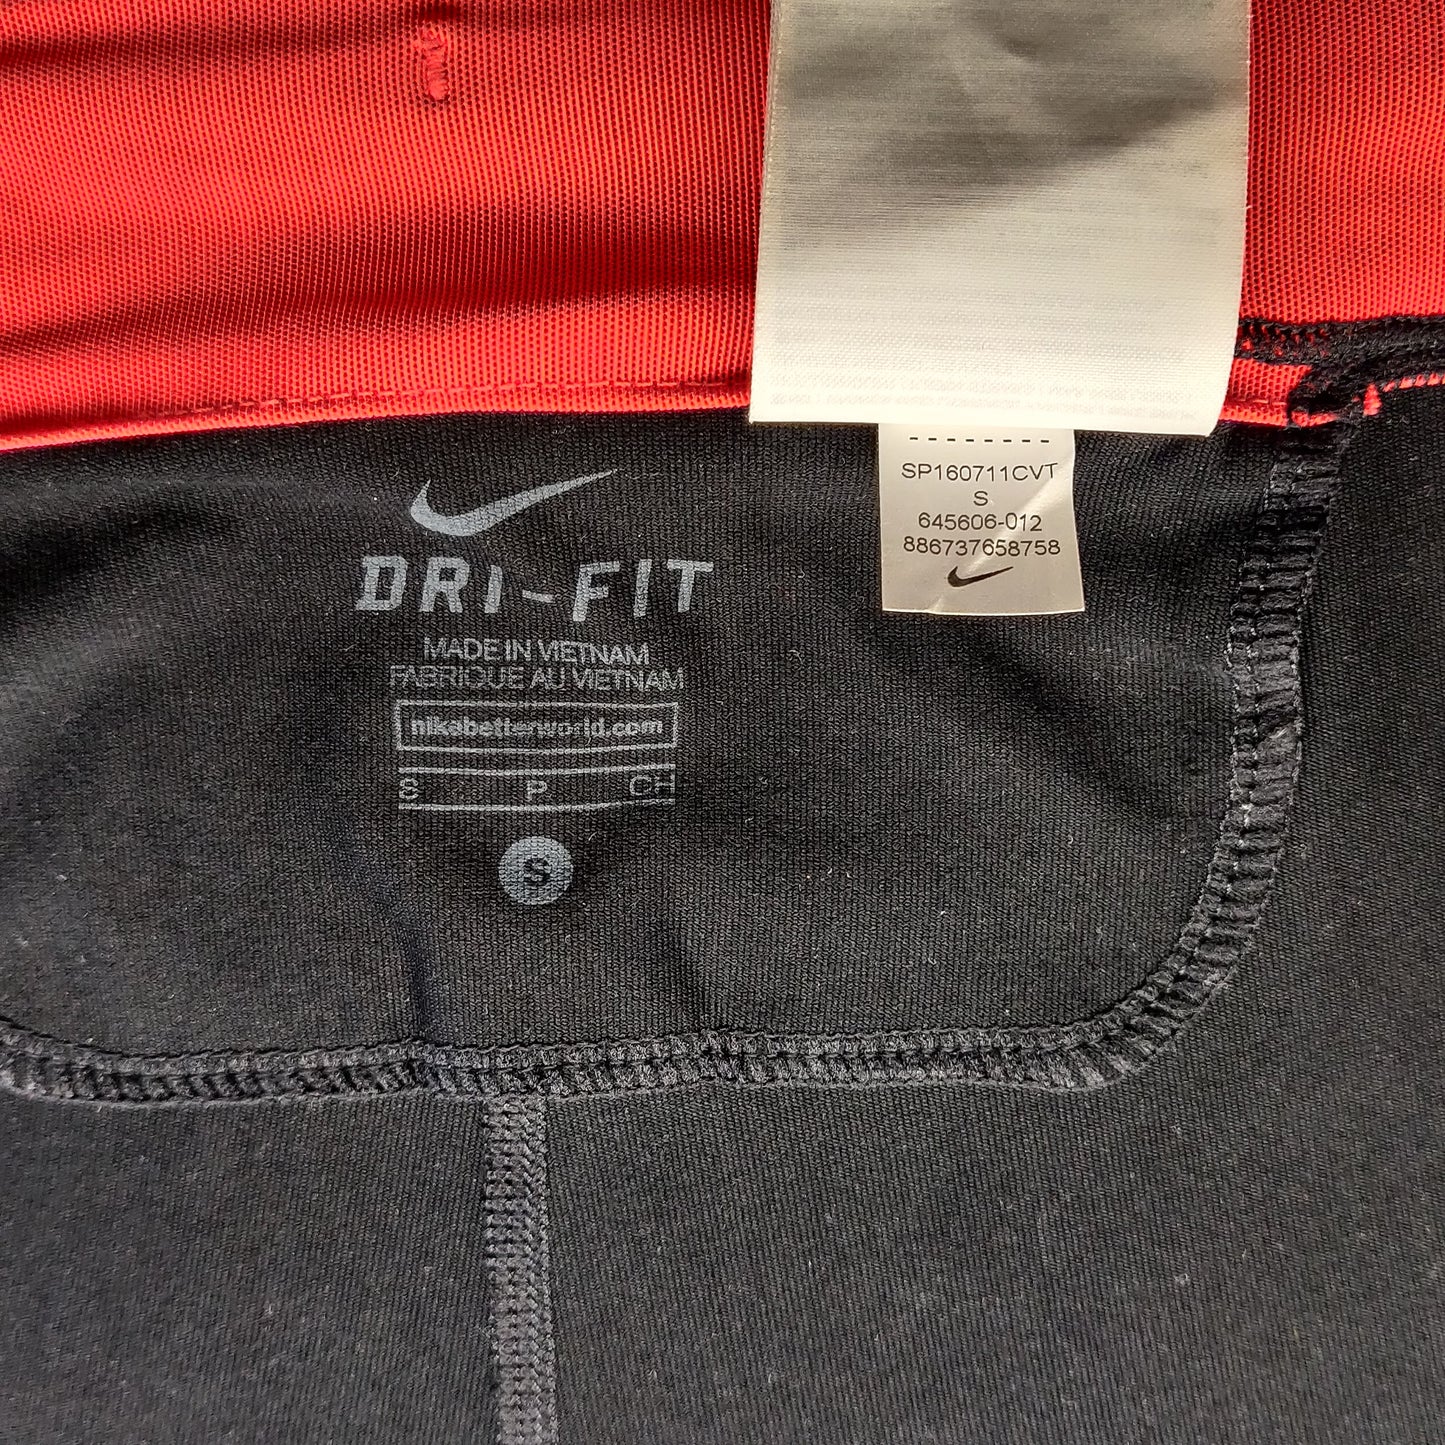 SP160711CVT
S
645606-012
886737658758
DRI-FIT
MADE IN VIETNAM
FABRIQUE AU VIETNAM
nikebetterworld.com
S P CH
S